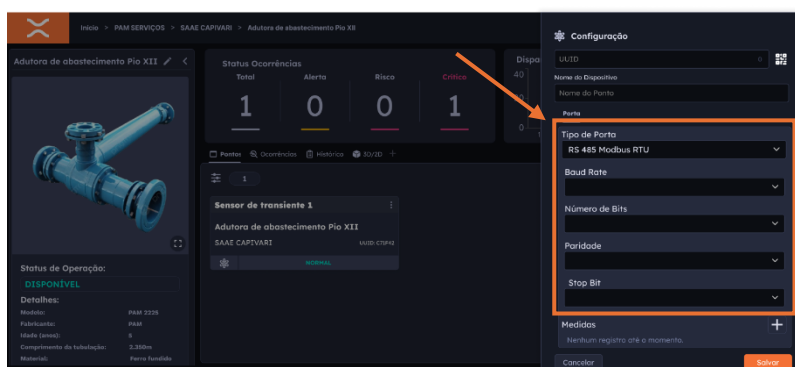 Início > PAM SERVIÇOS > SAAE CAPIVARI > Adutora de abastecimento Pio XII
Adutora de abastecimento Pio XII
Status de Operação:
DISPONÍVEL
Detalhes:
Modelo: PAM 2225
Fabricante: PAM
Idade (anos): 5
Comprimento da tubulação: 2.350m
Material: Ferro fundido
Status Ocorrências
Total Alerta Risco Crítico
1 0 0 1
Dispo
40
0
Pontos Ocorrências Histórico 3D/2D +
1
Sensor de transiente 1
Adutora de abastecimento Pio XII
SAAE CAPIVARI
NORMAL
Configuração
UUID
Nome do Dispositivo
Nome do Ponto
Porta
Tipo de Porta
RS 485 Modbus RTU
Baud Rate
Número de Bits
Paridade
Stop Bit
Medidas +
Nenhum registro até o momento.
Cancelar Salvar